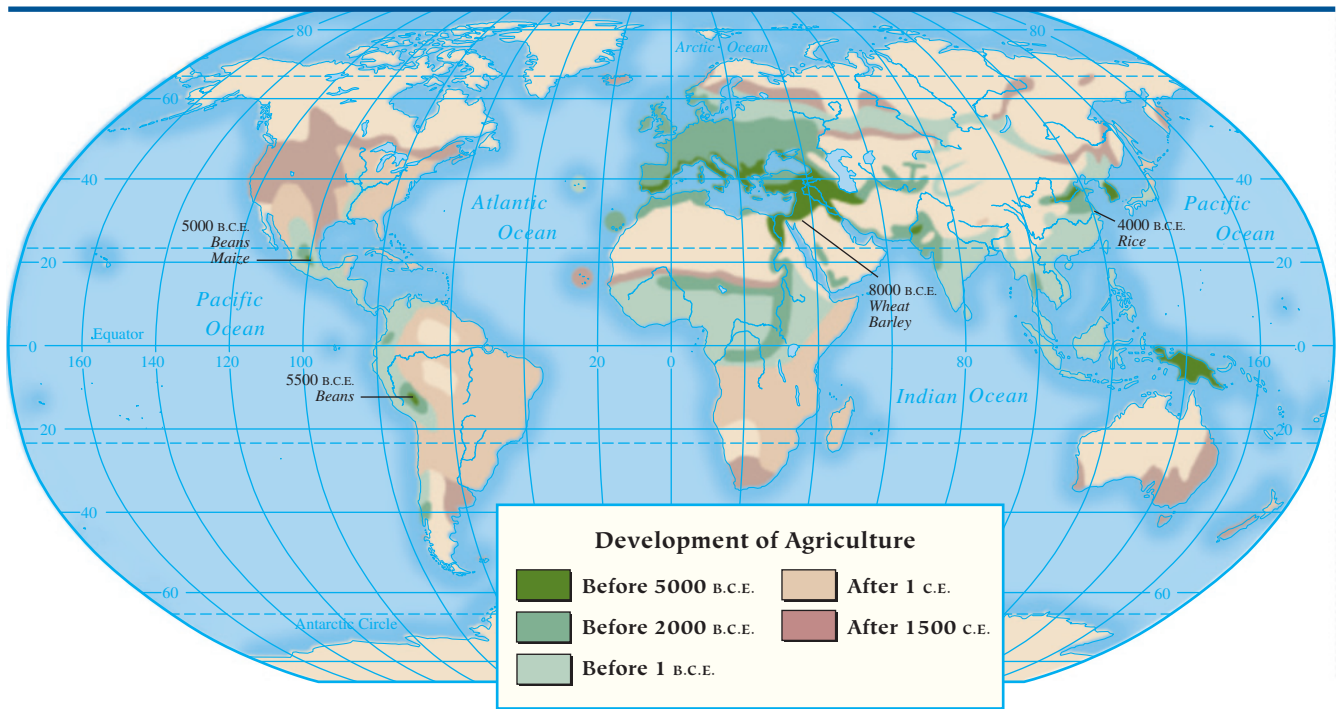 80
80
Arctic Ocean
60
60
40
40
Atlantic
Ocean
Pacific
Ocean
5000 B.C.E.
Beans
Maize
4000 B.C.E.
Rice
20
20
8000 B.C.E.
Wheat
Barley
Pacific
Ocean
Equator
0
0
160
140
120
100
20
0
80
160
5500 B.C.E.
Beans
Indian Ocean
20
20
40
40
60
60
Antarctic Circle
Development of Agriculture
Before 5000 B.C.E.
Before 2000 B.C.E.
Before 1 B.C.E.
After 1 C.E.
After 1500 C.E.